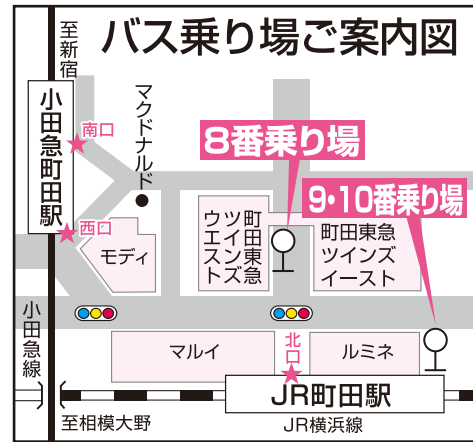 バス乗り場ご案内図
至新宿
小田急町田駅
南口
マクドナルド
8番乗り場
9・10番乗り場
西口
モディ
町田東急
ツインズ
ウエスト
町田東急
ツインズ
イースト
小田急線
マルイ
北口
ルミネ
JR町田駅
至相模大野
JR横浜線